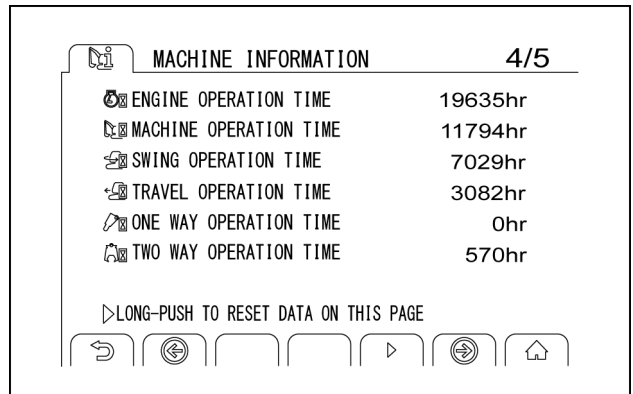 MACHINE INFORMATION 4/5
ENGINE OPERATION TIME 19635hr
MACHINE OPERATION TIME 11794hr
SWING OPERATION TIME 7029hr
TRAVEL OPERATION TIME 3082hr
ONE WAY OPERATION TIME 0hr
TWO WAY OPERATION TIME 570hr
▷LONG-PUSH TO RESET DATA ON THIS PAGE